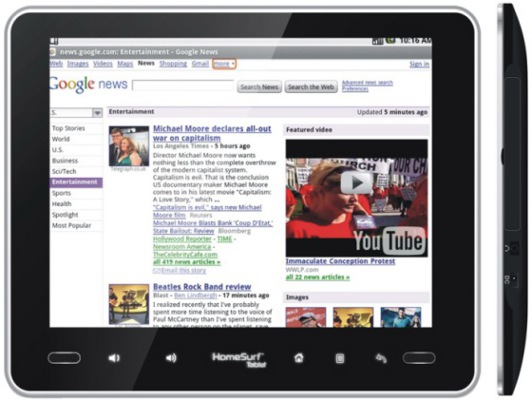 10:16 AM
news.google.com: Entertainment - Google News
Web Images Videos Maps News Shopping Gmail more
Sign in
Google news
Search News
Search the Web
Advanced news search
Preferences
Entertainment
Updated 5 minutes ago
Top Stories
World
U.S.
Business
Sci/Tech
Entertainment
Sports
Health
Spotlight
Most Popular
Telegraph.co.uk
Michael Moore declares all-out
war on capitalism
Los Angeles Times - 5 hours ago
Director Michael Moore now wants
nothing less than the complete overthrow
of the modern capitalist system.
Capitalism is evil. That is the conclusion
US documentary maker Michael Moore
comes to in his latest movie "Capitalism:
A Love Story," which ...
"Capitalism is evil," says new Michael
Moore film Reuters
Michael Moore Blasts Bank 'Coup D'Etat,'
State Bailout: Review Bloomberg
Hollywood Reporter - TIME -
Newsroom America -
TheCelebrityCafe.com
all 419 news articles »
Email this story
Beatles Rock Band review
Blast - Ben Lindbergh - 17 minutes ago
I realized recently that I've probably
spent more time listening to the voice of
Paul McCartney than I've spent listening
to any other person on the planet, save
Featured video
CHURCH
OUR CH
YouTube
Immaculate Conception Protest
WWLP.com
all 22 news articles »
Images
HomeSurf
Tablet